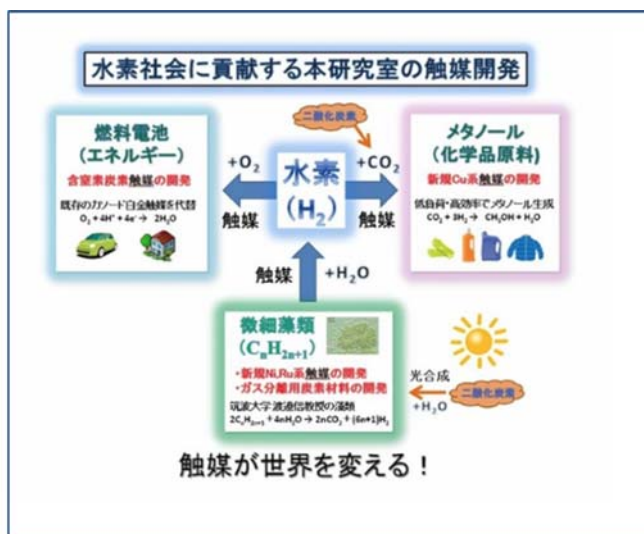 水素社会に貢献する本研究室の触媒開発
燃料電池
(エネルギー)
含窒素炭素触媒の開発
既存のカソード白金触媒を代替
O₂ + 4H⁺ + 4e⁻→ 2H₂O
+O₂
触媒
水素
(H₂)
二酸化炭素
+CO₂
触媒
メタノール
(化学品原料)
新規Cu系触媒の開発
低負荷・高効率でメタノール生成
CO₂ + 3H₂→ CH₃OH + H₂O
触媒
+H₂O
微細藻類
(CₙH₂ₙ₊₁)
・新規Ni,Ru系触媒の開発
・ガス分離用炭素材料の開発
筑波大学 渡邉信教授の藻類
2CₙH₂ₙ₊₁ + 4nH₂O → 2nCO₂ + (6n+1)H₂
光合成
+H₂O
二酸化炭素
触媒が世界を変える!